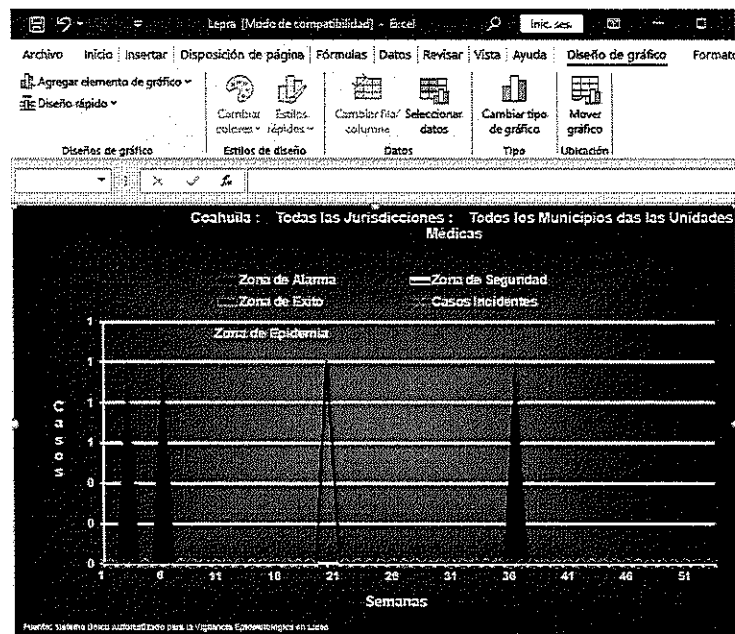 Lepra [Modo de compatibilidad] - Excel
Inic. ses.
Archivo Inicio Insertar Disposición de página Fórmulas Datos Revisar Vista Ayuda Diseño de gráfico Formato
Agregar elemento de gráfico
Diseño rápido
Cambiar colores
Estilos rápidos
Cambiar fila/ columna
Seleccionar datos
Cambiar tipo de gráfico
Mover gráfico
Diseños de gráfico Estilos de diseño Datos Tipo Ubicación
fx
Coahuila : Todas las Jurisdicciones : Todos los Municipios das las Unidades
Médicas
Zona de Alarma Zona de Seguridad
Zona de Exito Casos Incidentes
Zona de Epidemia
1
1
1
1
0
0
0
Casos
1 6 11 16 21 26 31 36 41 46 51
Semanas
Fuente: Sistema Único Automatizado para la Vigilancia Epidemiológica en Línea